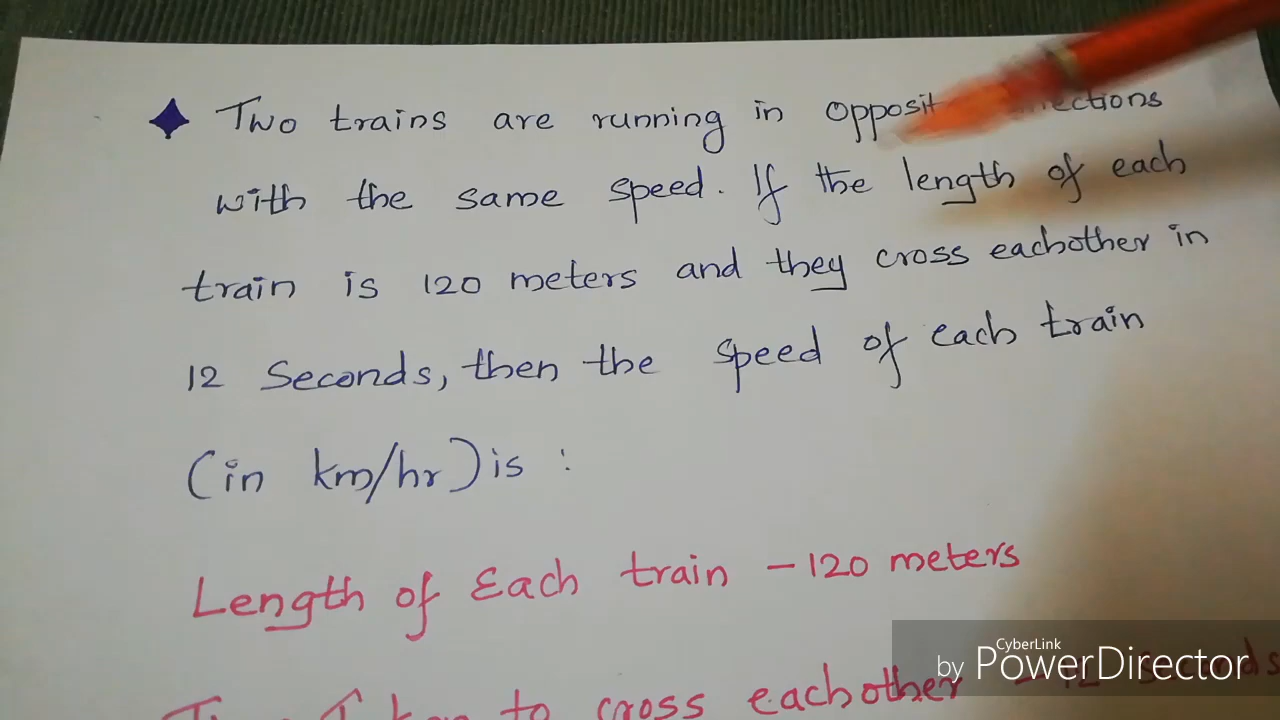 Two trains are running in opposit ections
with the same speed. If the length of each
train is 120 meters and they cross eachother in
12 Seconds, then the speed of each train
(in km/hr) is :
Length of Each train - 120 meters
to cross eachother - 12 seconds
CyberLink
by PowerDirector